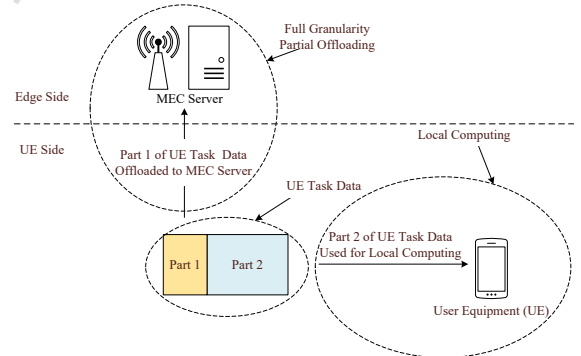 Full Granularity
Partial Offloading
MEC Server
Edge Side
UE Side
Local Computing
Part 1 of UE Task Data
Offloaded to MEC Server
UE Task Data
Part 1
Part 2
Part 2 of UE Task Data
Used for Local Computing
User Equipment (UE)